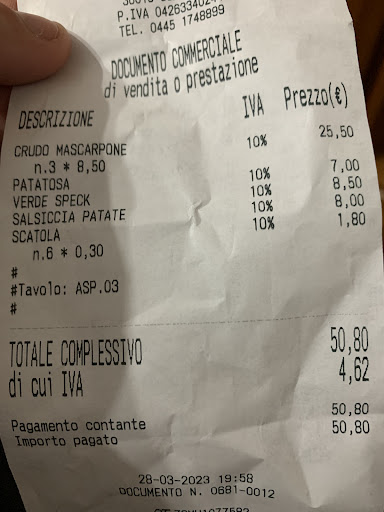 P.IVA 0426334024
TEL. 0445 1748899
DOCUMENTO COMMERCIALE
di vendita o prestazione
DESCRIZIONE IVA Prezzo(€)
CRUDO MASCARPONE 10% 25,50
n.3 * 8,50
PATATOSA 10% 7,00
VERDE SPECK 10% 8,50
SALSICCIA PATATE 10% 8,00
SCATOLA 10% 1,80
n.6 * 0,30
#
#Tavolo: ASP.03
#
TOTALE COMPLESSIVO 50,80
di cui IVA 4,62
Pagamento contante 50,80
Importo pagato 50,80
28-03-2023 19:58
DOCUMENTO N. 0681-0012